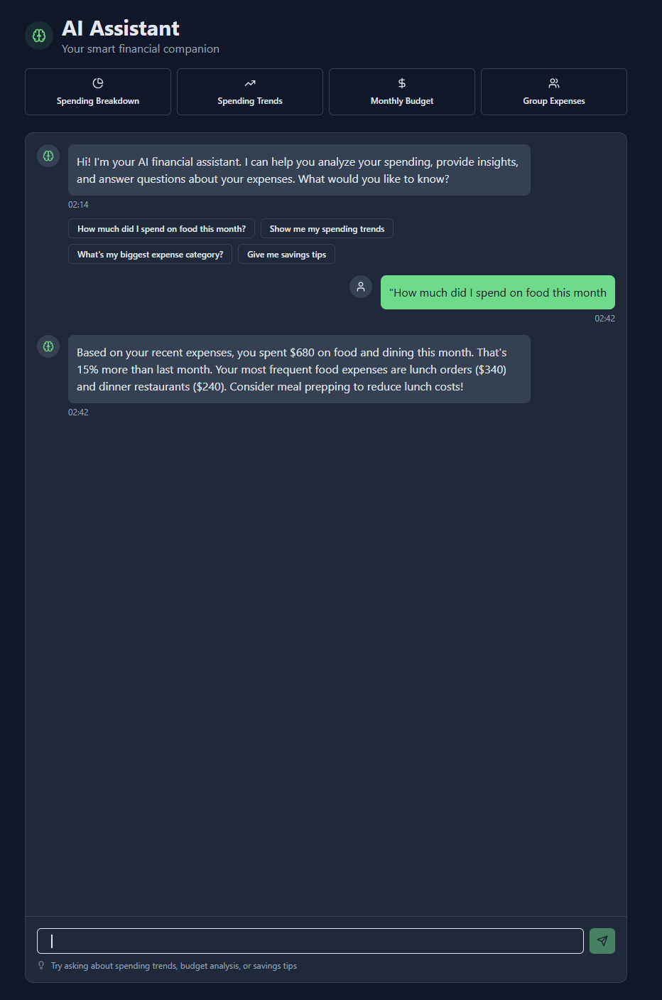 AI Assistant
Your smart financial companion
Spending Breakdown
Spending Trends
Monthly Budget
Group Expenses
Hi! I'm your AI financial assistant. I can help you analyze your spending, provide insights,
and answer questions about your expenses. What would you like to know?
02:14
How much did I spend on food this month?
Show me my spending trends
What's my biggest expense category?
Give me savings tips
"How much did I spend on food this month
02:42
Based on your recent expenses, you spent $680 on food and dining this month. That's
15% more than last month. Your most frequent food expenses are lunch orders ($340)
and dinner restaurants ($240). Consider meal prepping to reduce lunch costs!
02:42
Try asking about spending trends, budget analysis, or savings tips